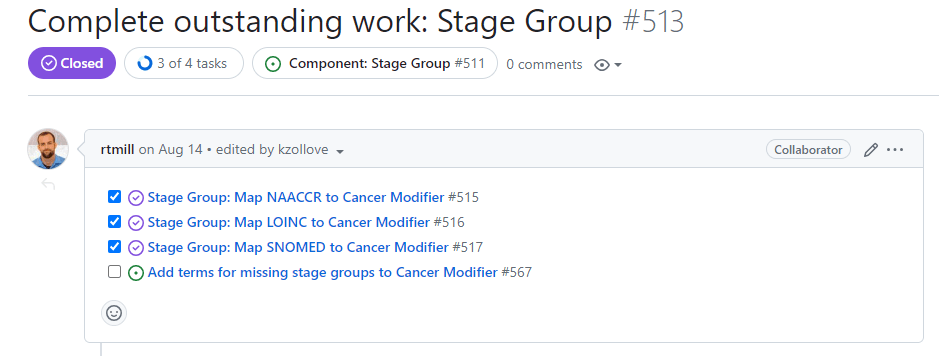 Complete outstanding work: Stage Group #513
Closed 3 of 4 tasks Component: Stage Group #511 0 comments
rtmill on Aug 14 • edited by kzollove Collaborator
Stage Group: Map NAACCR to Cancer Modifier #515
Stage Group: Map LOINC to Cancer Modifier #516
Stage Group: Map SNOMED to Cancer Modifier #517
Add terms for missing stage groups to Cancer Modifier #567